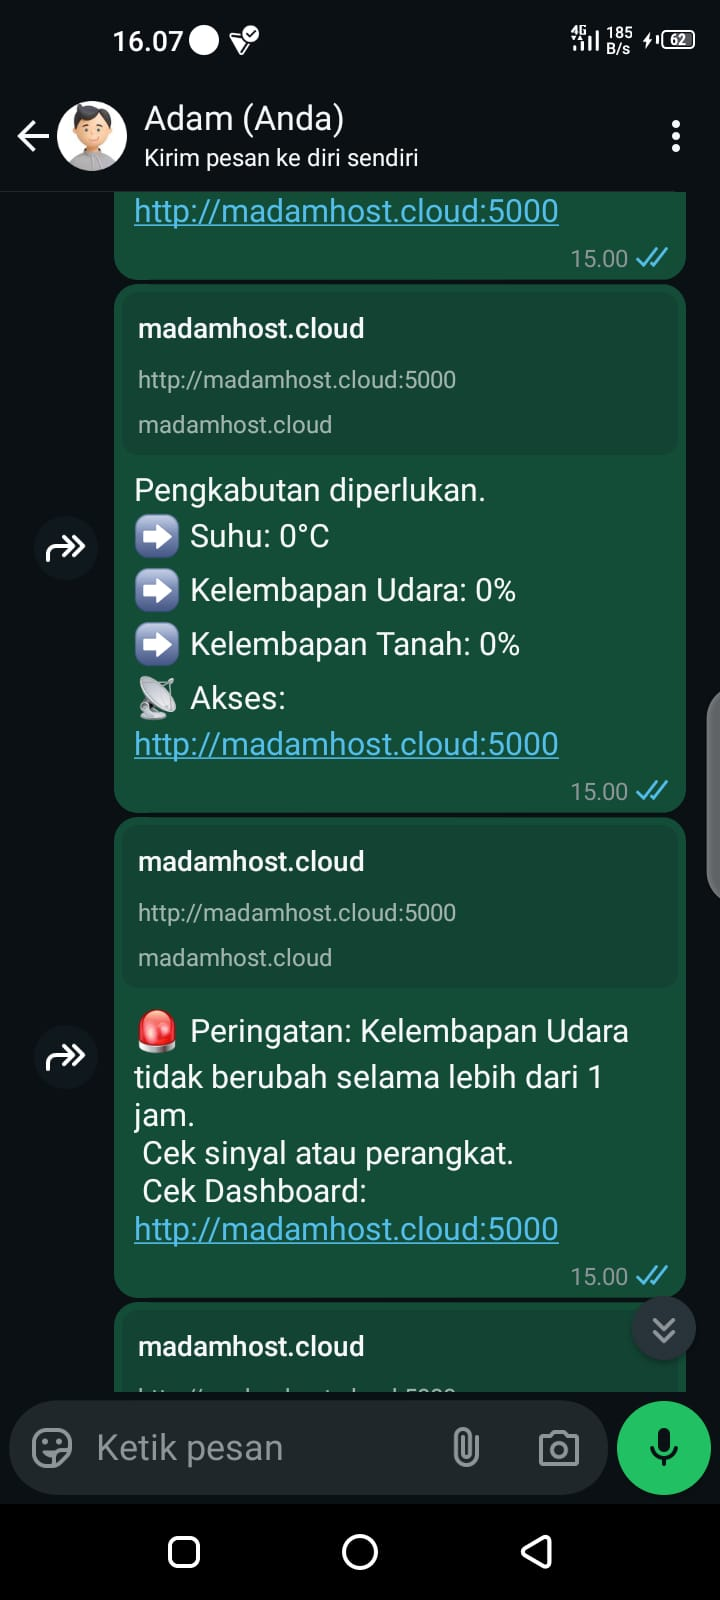 16.07
4G
185
B/s
62
Adam (Anda)
Kirim pesan ke diri sendiri
http://madamhost.cloud:5000
15.00
madamhost.cloud
http://madamhost.cloud:5000
madamhost.cloud
Pengkabutan diperlukan.
➡️ Suhu: 0°C
➡️ Kelembapan Udara: 0%
➡️ Kelembapan Tanah: 0%
📡 Akses:
http://madamhost.cloud:5000
15.00
madamhost.cloud
http://madamhost.cloud:5000
madamhost.cloud
🚨 Peringatan: Kelembapan Udara
tidak berubah selama lebih dari 1
jam.
Cek sinyal atau perangkat.
Cek Dashboard:
http://madamhost.cloud:5000
15.00
madamhost.cloud
Ketik pesan